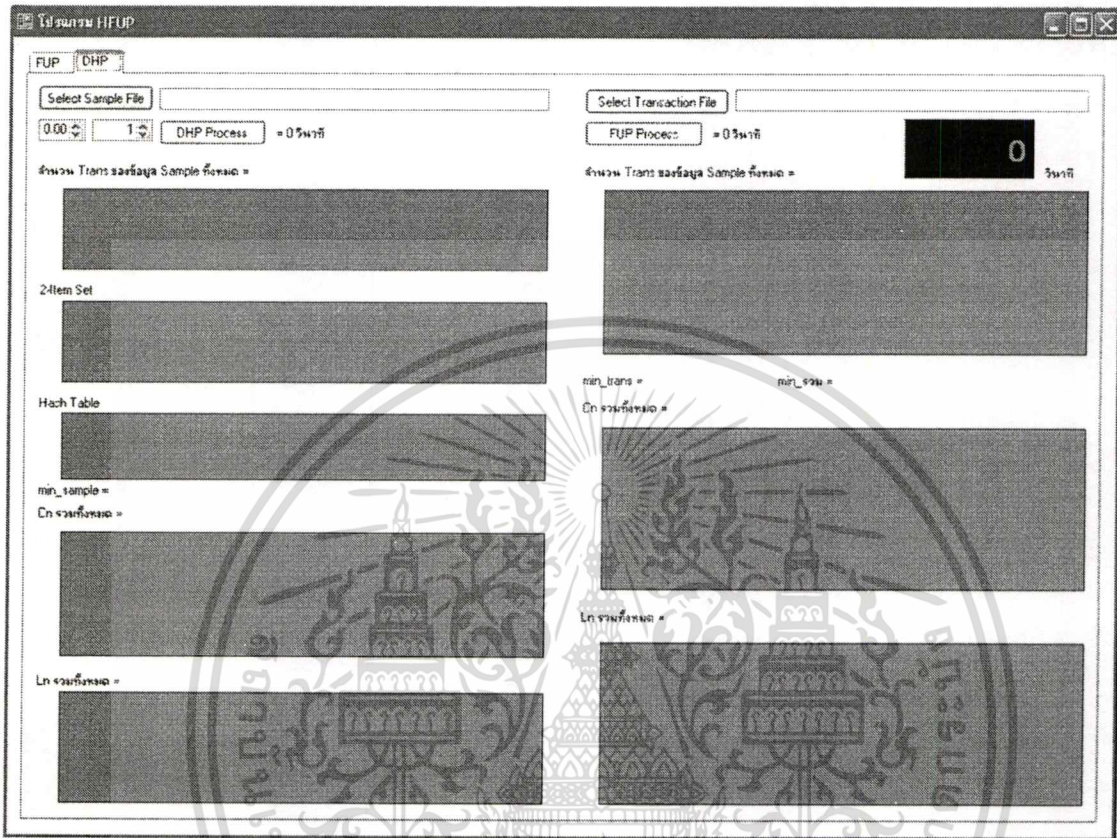 โปรแกรม HFUP
FUP DHP
Select Sample File
0.00 1 DHP Process = 0 วินาที
จำนวน Trans ของข้อมูล Sample ทั้งหมด =
2-Item Set
Hash Table
min_sample =
Cn รวมทั้งหมด =
Ln รวมทั้งหมด =
Select Transaction File
FUP Process = 0 วินาที
0 วินาที
จำนวน Trans ของข้อมูล Sample ทั้งหมด =
min_trans = min_รวม =
Cn รวมทั้งหมด =
Ln รวมทั้งหมด =